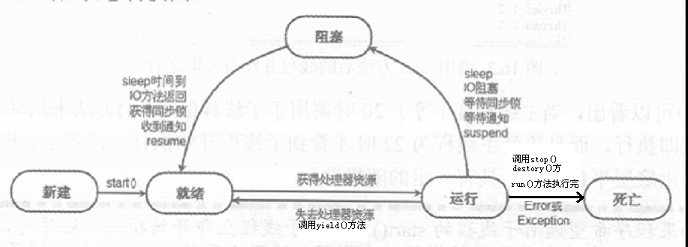 阻塞
sleep时间到
IO方法返回
获得同步锁
收到通知
resume
sleep
IO阻塞
等待同步锁
等待通知
suspend
新建
start()
就绪
获得处理器资源
失去处理器资源
调用yield()方法
运行
调用stop()
destory()方
run()方法执行完
Error或
Exception
死亡